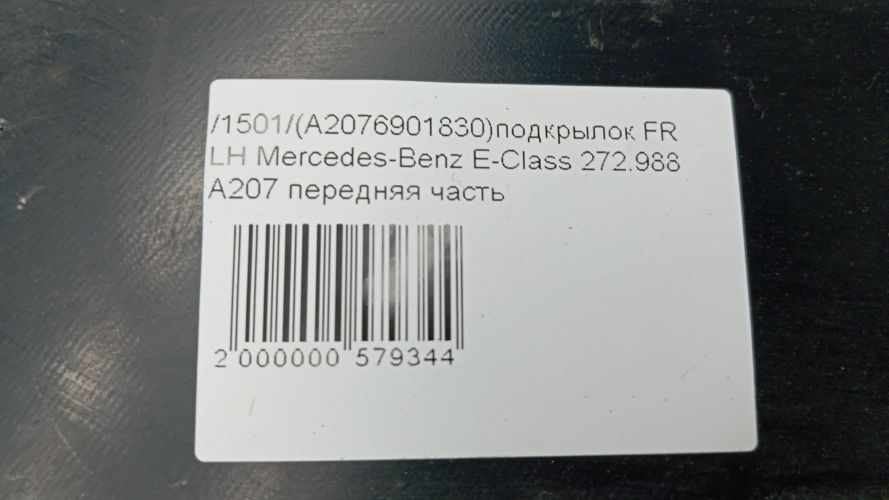 /1501/(A2076901830)подкрылок FR
LH Mercedes-Benz E-Class 272.988
A207 передняя часть
2 000000 579344